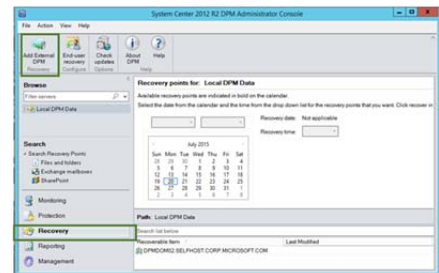 System Center 2012 R2 DPM Administrator Console
File Action View Help
Add External DPM
End-user recovery
Check updates
About DPM
Help
Recovery
Configure
Options
Help
Browse
Filter servers
Local DPM Data
Search
Search Recovery Points
Files and folders
Exchange mailboxes
SharePoint
Monitoring
Protection
Recovery
Reporting
Management
Recovery points for: Local DPM Data
Available recovery points are indicated in bold on the calendar.
Select the date from the calendar and the time from the drop down list for the recovery points that you want. Click recover in
Recovery date: Not applicable
Recovery time:
July 2015
Sun Mon Tue Wed Thu Fri Sat
28 29 30 1 2 3 4
5 6 7 8 9 10 11
12 13 14 15 16 17 18
19 20 21 22 23 24 25
26 27 28 29 30 31 1
2 3 4 5 6 7 8
Path: Local DPM Data
Search list below
Recoverable Item
Last Modified
DPMDOM02.SELFHOST.CORP.MICROSOFT.COM